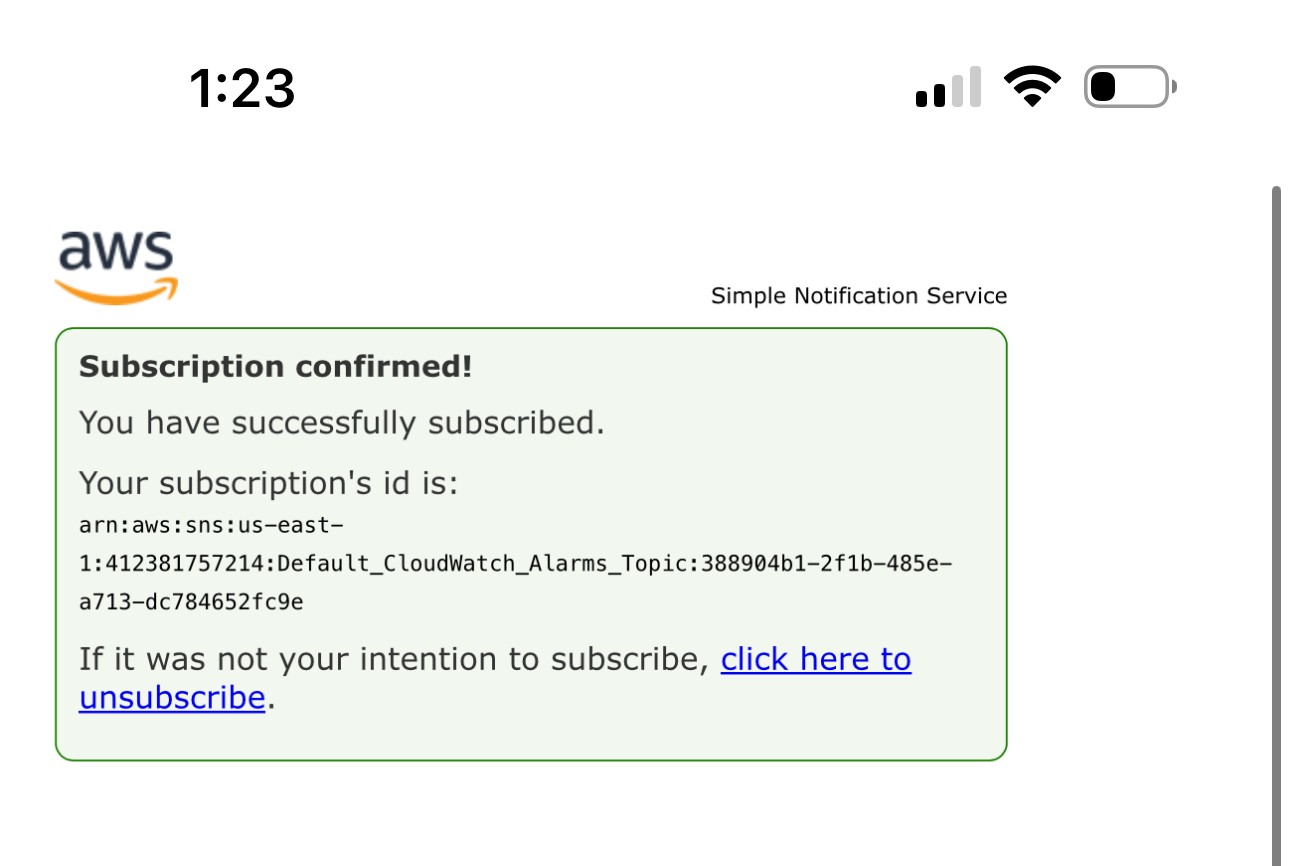 1:23
aws
Simple Notification Service
Subscription confirmed!
You have successfully subscribed.
Your subscription's id is:
arn:aws:sns:us-east-
1:412381757214:Default_CloudWatch_Alarms_Topic:388904b1-2f1b-485e-
a713-dc784652fc9e
If it was not your intention to subscribe, click here to
unsubscribe.